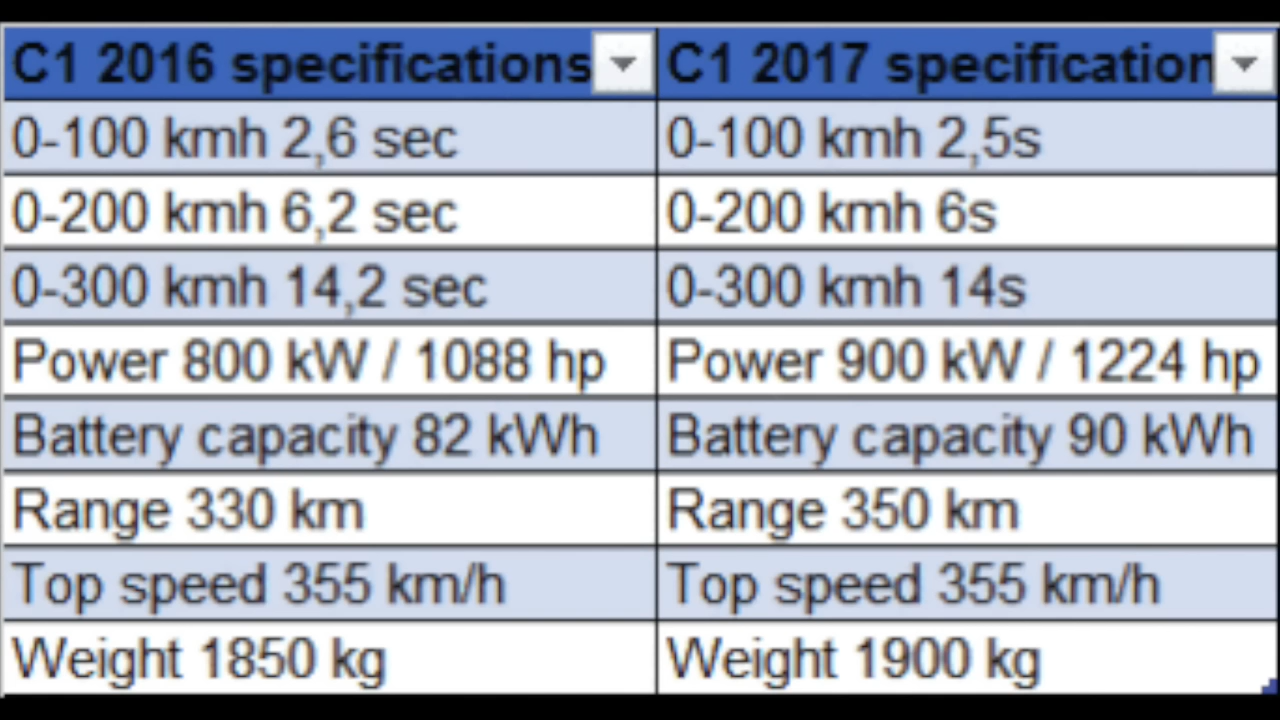 C1 2016 specifications C1 2017 specification
0-100 kmh 2,6 sec 0-100 kmh 2,5s
0-200 kmh 6,2 sec 0-200 kmh 6s
0-300 kmh 14,2 sec 0-300 kmh 14s
Power 800 kW / 1088 hp Power 900 kW / 1224 hp
Battery capacity 82 kWh Battery capacity 90 kWh
Range 330 km Range 350 km
Top speed 355 km/h Top speed 355 km/h
Weight 1850 kg Weight 1900 kg